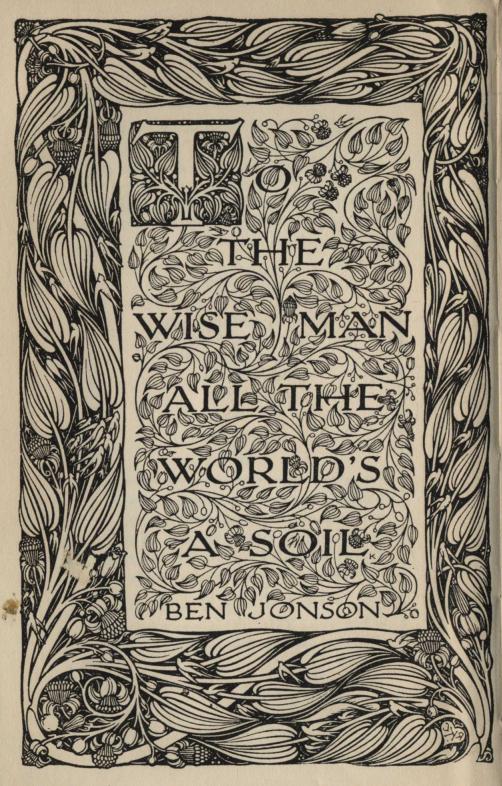 TO
THE
WISE MAN
ALL THE
WORLD'S
A SOIL
BEN JONSON